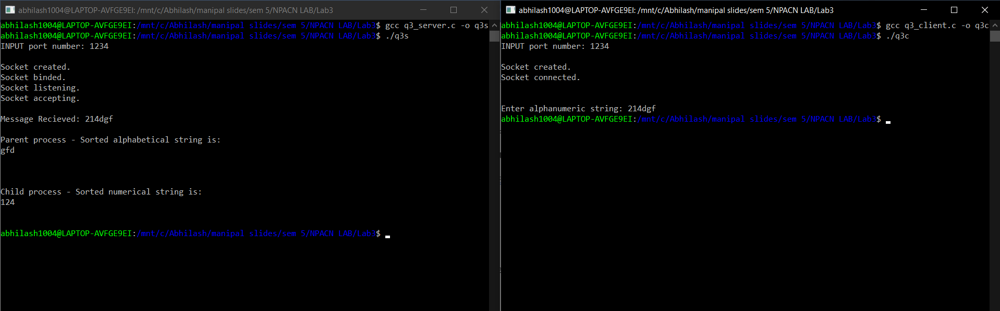 abhilash1004@LAPTOP-AVFGE9EI: /mnt/c/Abhilash/manipal slides/sem 5/NPACN LAB/Lab3
abhilash1004@LAPTOP-AVFGE9EI:/mnt/c/Abhilash/manipal slides/sem 5/NPACN LAB/Lab3$ gcc q3_server.c -o q3s
abhilash1004@LAPTOP-AVFGE9EI:/mnt/c/Abhilash/manipal slides/sem 5/NPACN LAB/Lab3$ ./q3s
INPUT port number: 1234
Socket created.
Socket binded.
Socket listening.
Socket accepting.
Message Recieved: 214dgf
Parent process - Sorted alphabetical string is:
gfd
Child process - Sorted numerical string is:
124
abhilash1004@LAPTOP-AVFGE9EI:/mnt/c/Abhilash/manipal slides/sem 5/NPACN LAB/Lab3$
abhilash1004@LAPTOP-AVFGE9EI: /mnt/c/Abhilash/manipal slides/sem 5/NPACN LAB/Lab3
abhilash1004@LAPTOP-AVFGE9EI:/mnt/c/Abhilash/manipal slides/sem 5/NPACN LAB/Lab3$ gcc q3_client.c -o q3c
abhilash1004@LAPTOP-AVFGE9EI:/mnt/c/Abhilash/manipal slides/sem 5/NPACN LAB/Lab3$ ./q3c
INPUT port number: 1234
Socket created.
Socket connected.
Enter alphanumeric string: 214dgf
abhilash1004@LAPTOP-AVFGE9EI:/mnt/c/Abhilash/manipal slides/sem 5/NPACN LAB/Lab3$